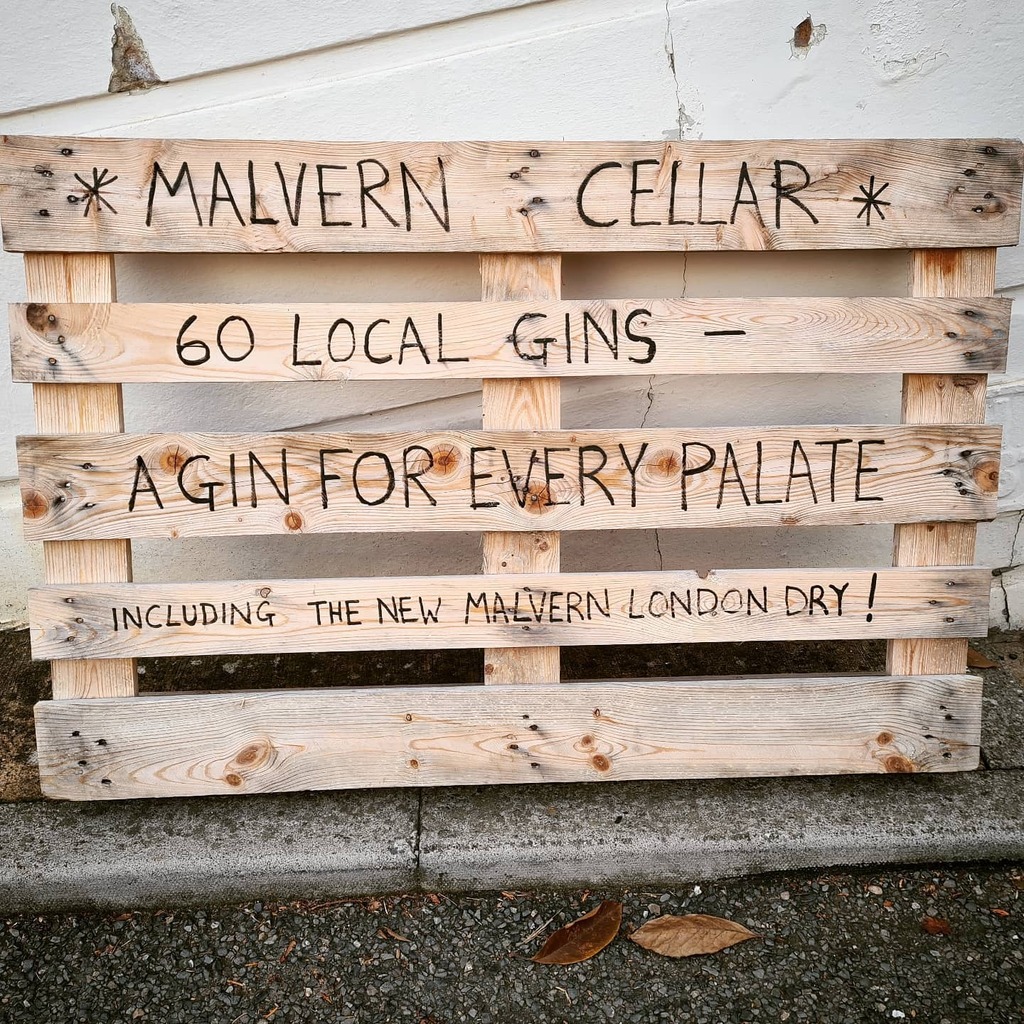 * MALVERN CELLAR *
60 LOCAL GINS –
A GIN FOR EVERY PALATE
INCLUDING THE NEW MALVERN LONDON DRY!